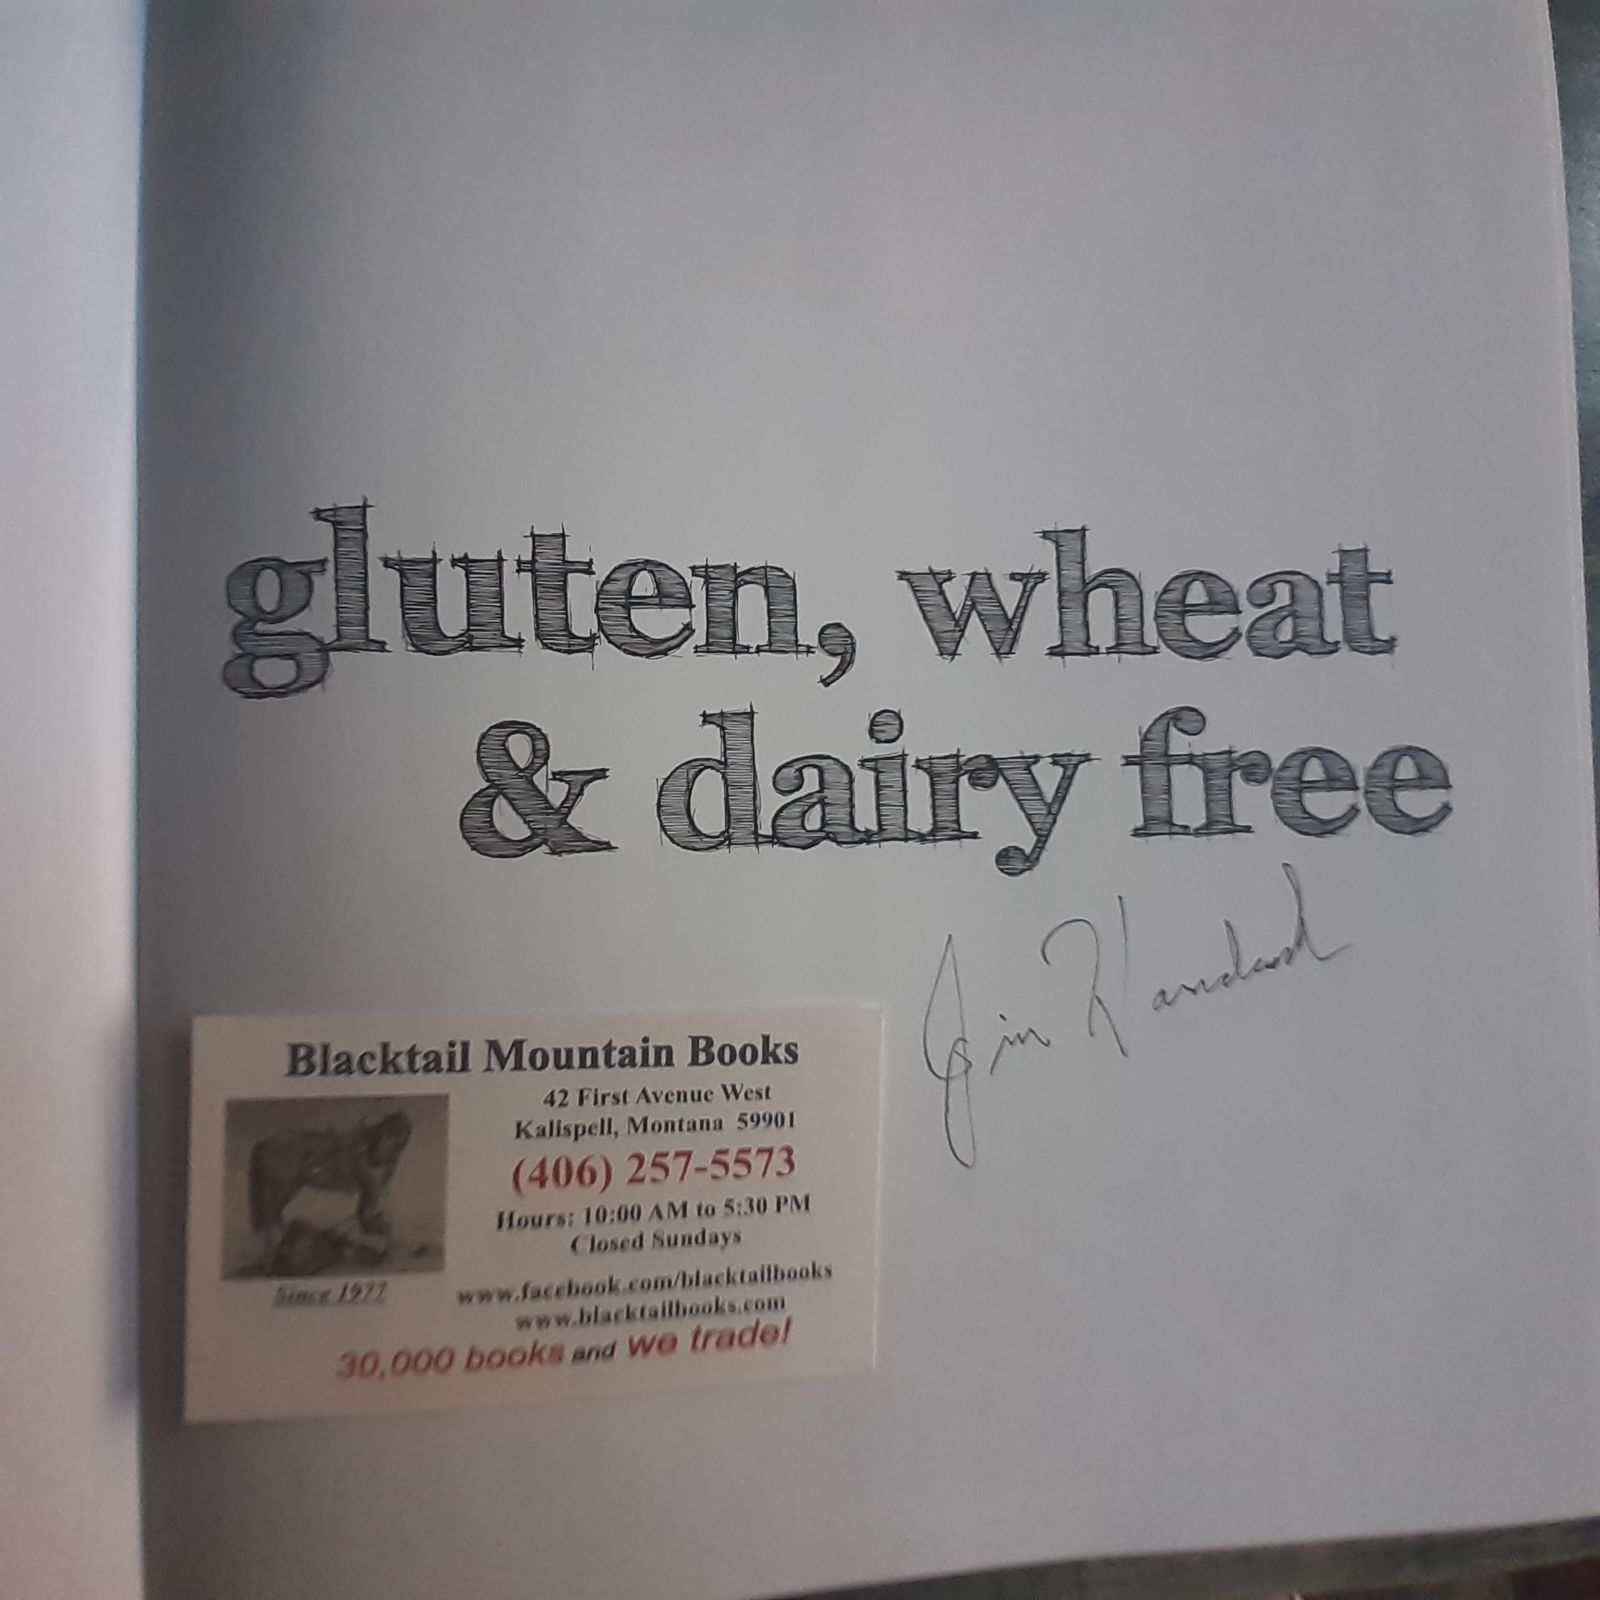 gluten, wheat
& dairy free
Jim
Blacktail Mountain Books
42 First Avenue West
Kalispell, Montana 59901
(406) 257-5573
Hours: 10:00 AM to 5:30 PM
Closed Sundays
Since 1977
www.facebook.com/blacktailbooks
www.blacktailbooks.com
30,000 books and we trade!